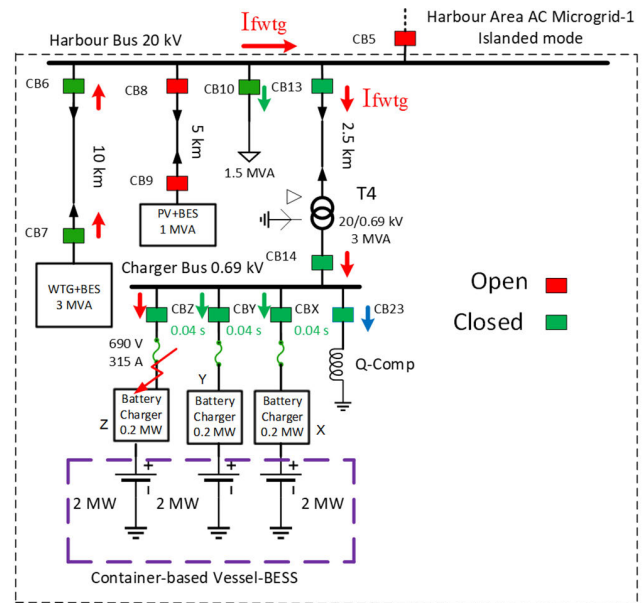 Harbour Area AC Microgrid-1
Islanded mode
Ifwtg
Harbour Bus 20 kV
CB5
CB6
CB8
CB10
CB13
Ifwtg
10 km
5 km
2.5 km
CB9
1.5 MVA
PV+BES
1 MVA
T4
20/0.69 kV
3 MVA
CB7
CB14
WTG+BES
3 MVA
Charger Bus 0.69 kV
Open
Closed
CBZ
0.04 s
CBY
0.04 s
CBX
0.04 s
CB23
690 V
315 A
Q-Comp
Z
Battery
Charger
0.2 MW
Y
Battery
Charger
0.2 MW
Battery
Charger
0.2 MW
X
+
−
+
−
+
−
2 MW
2 MW
2 MW
Container-based Vessel-BESS